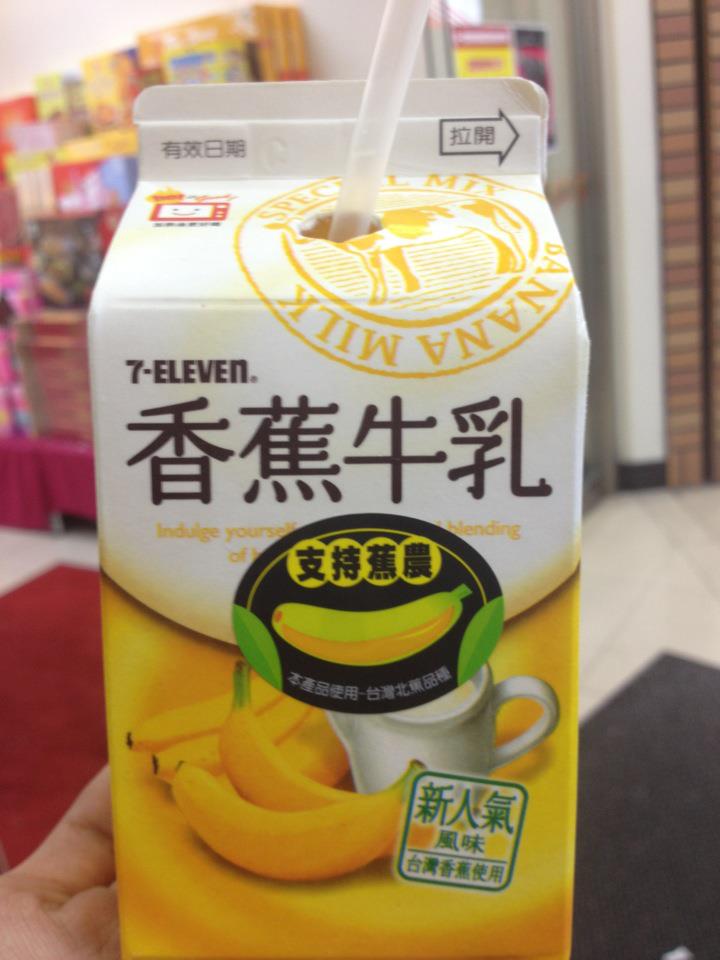 有效日期
拉開
SPECIAL MIX
BANANA MILK
7-ELEVEN®
香蕉牛乳
Indulge yourself blending
of
支持蕉農
本產品使用-台灣北蕉品種
新人氣
風味
台灣香蕉使用